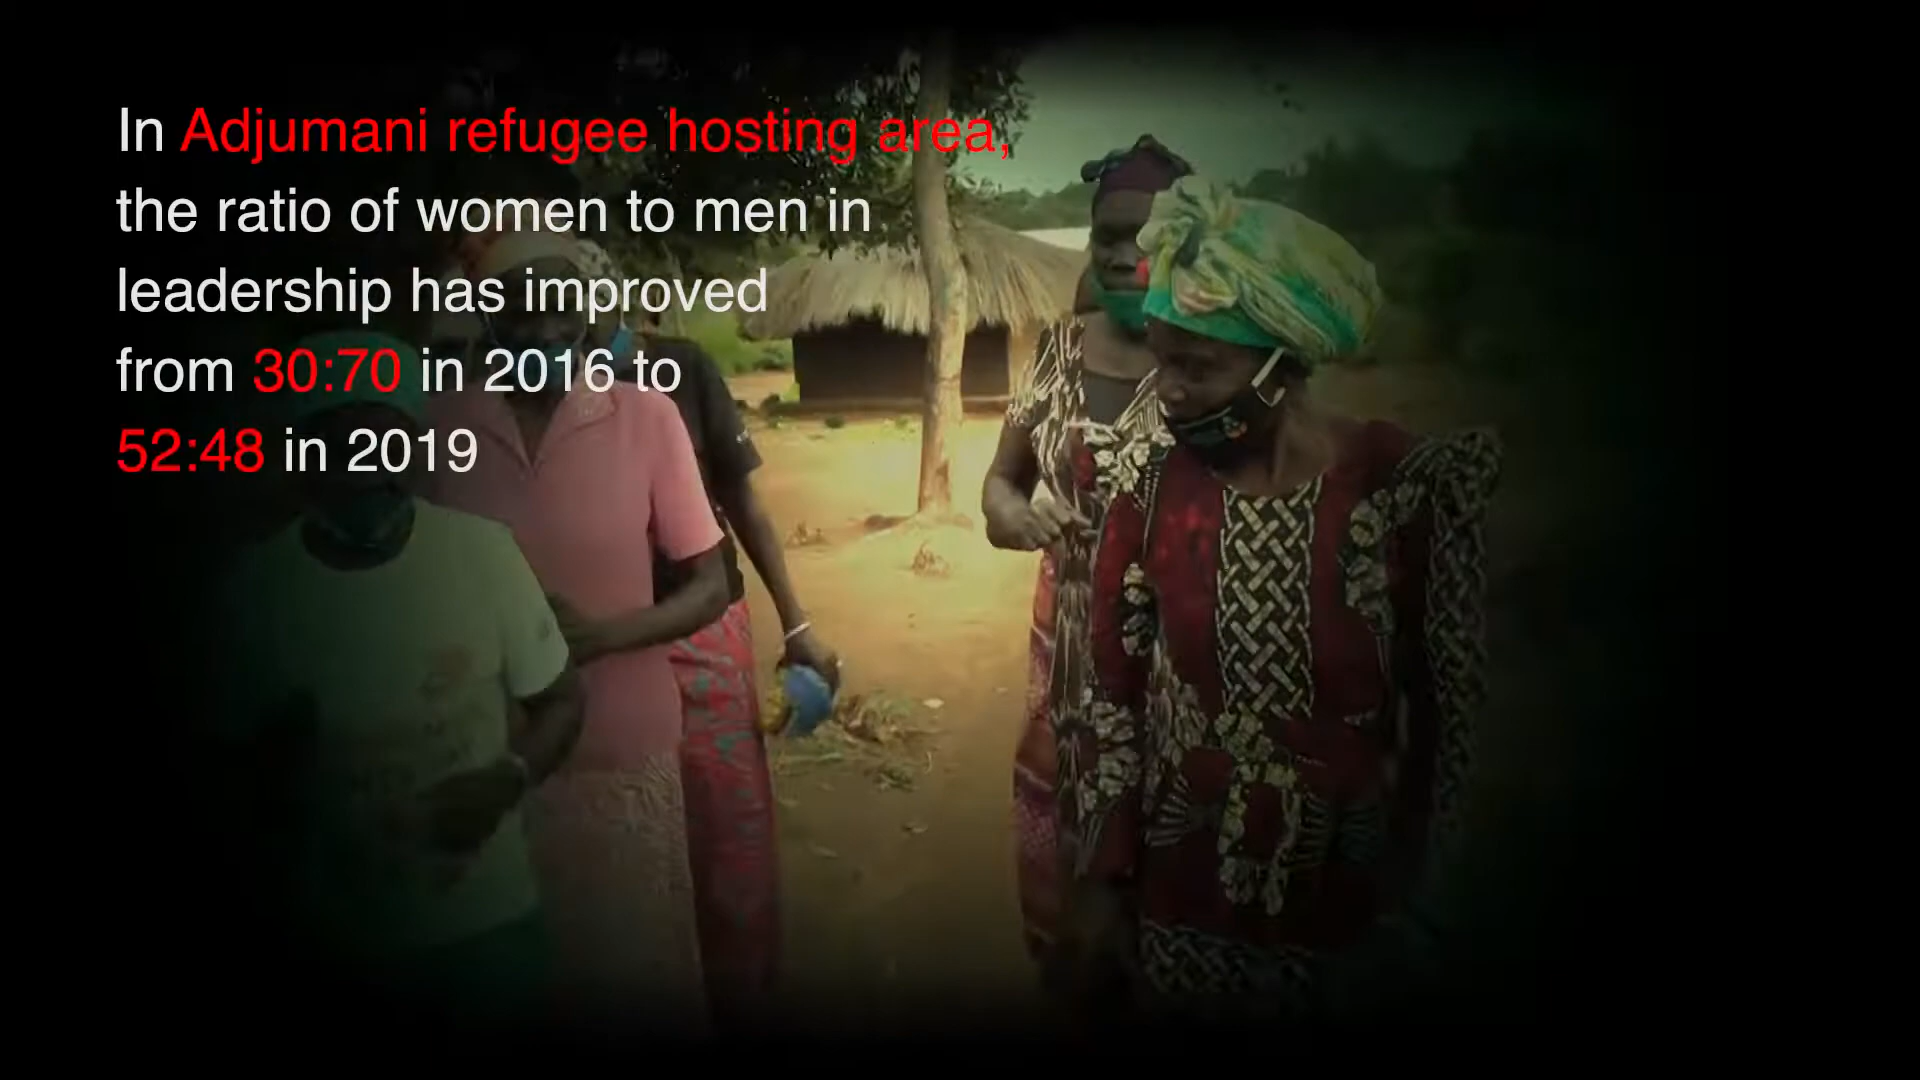 In Adjumani refugee hosting area,
the ratio of women to men in
leadership has improved
from 30:70 in 2016 to
52:48 in 2019